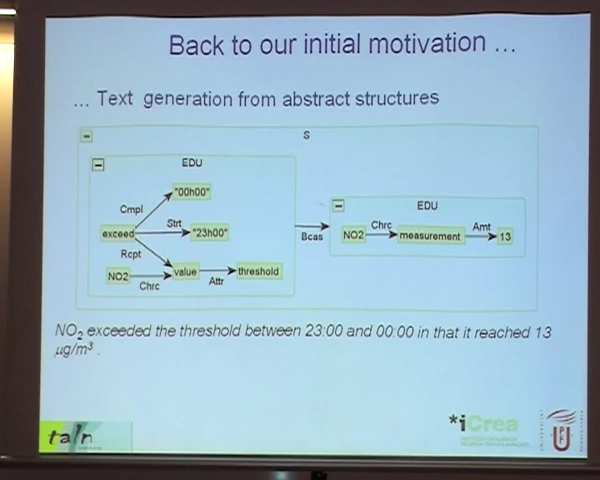 Back to our initial motivation ...
... Text generation from abstract structures
S
EDU
"00h00"
Cmpl
Strt
exceed
"23h00"
Rcpt
NO2
Chrc
value
Attr
threshold
Bcas
EDU
NO2
Chrc
measurement
Amt
13
NO2 exceeded the threshold between 23:00 and 00:00 in that it reached 13
µg/m3 .
taln
*iCrea
UPF